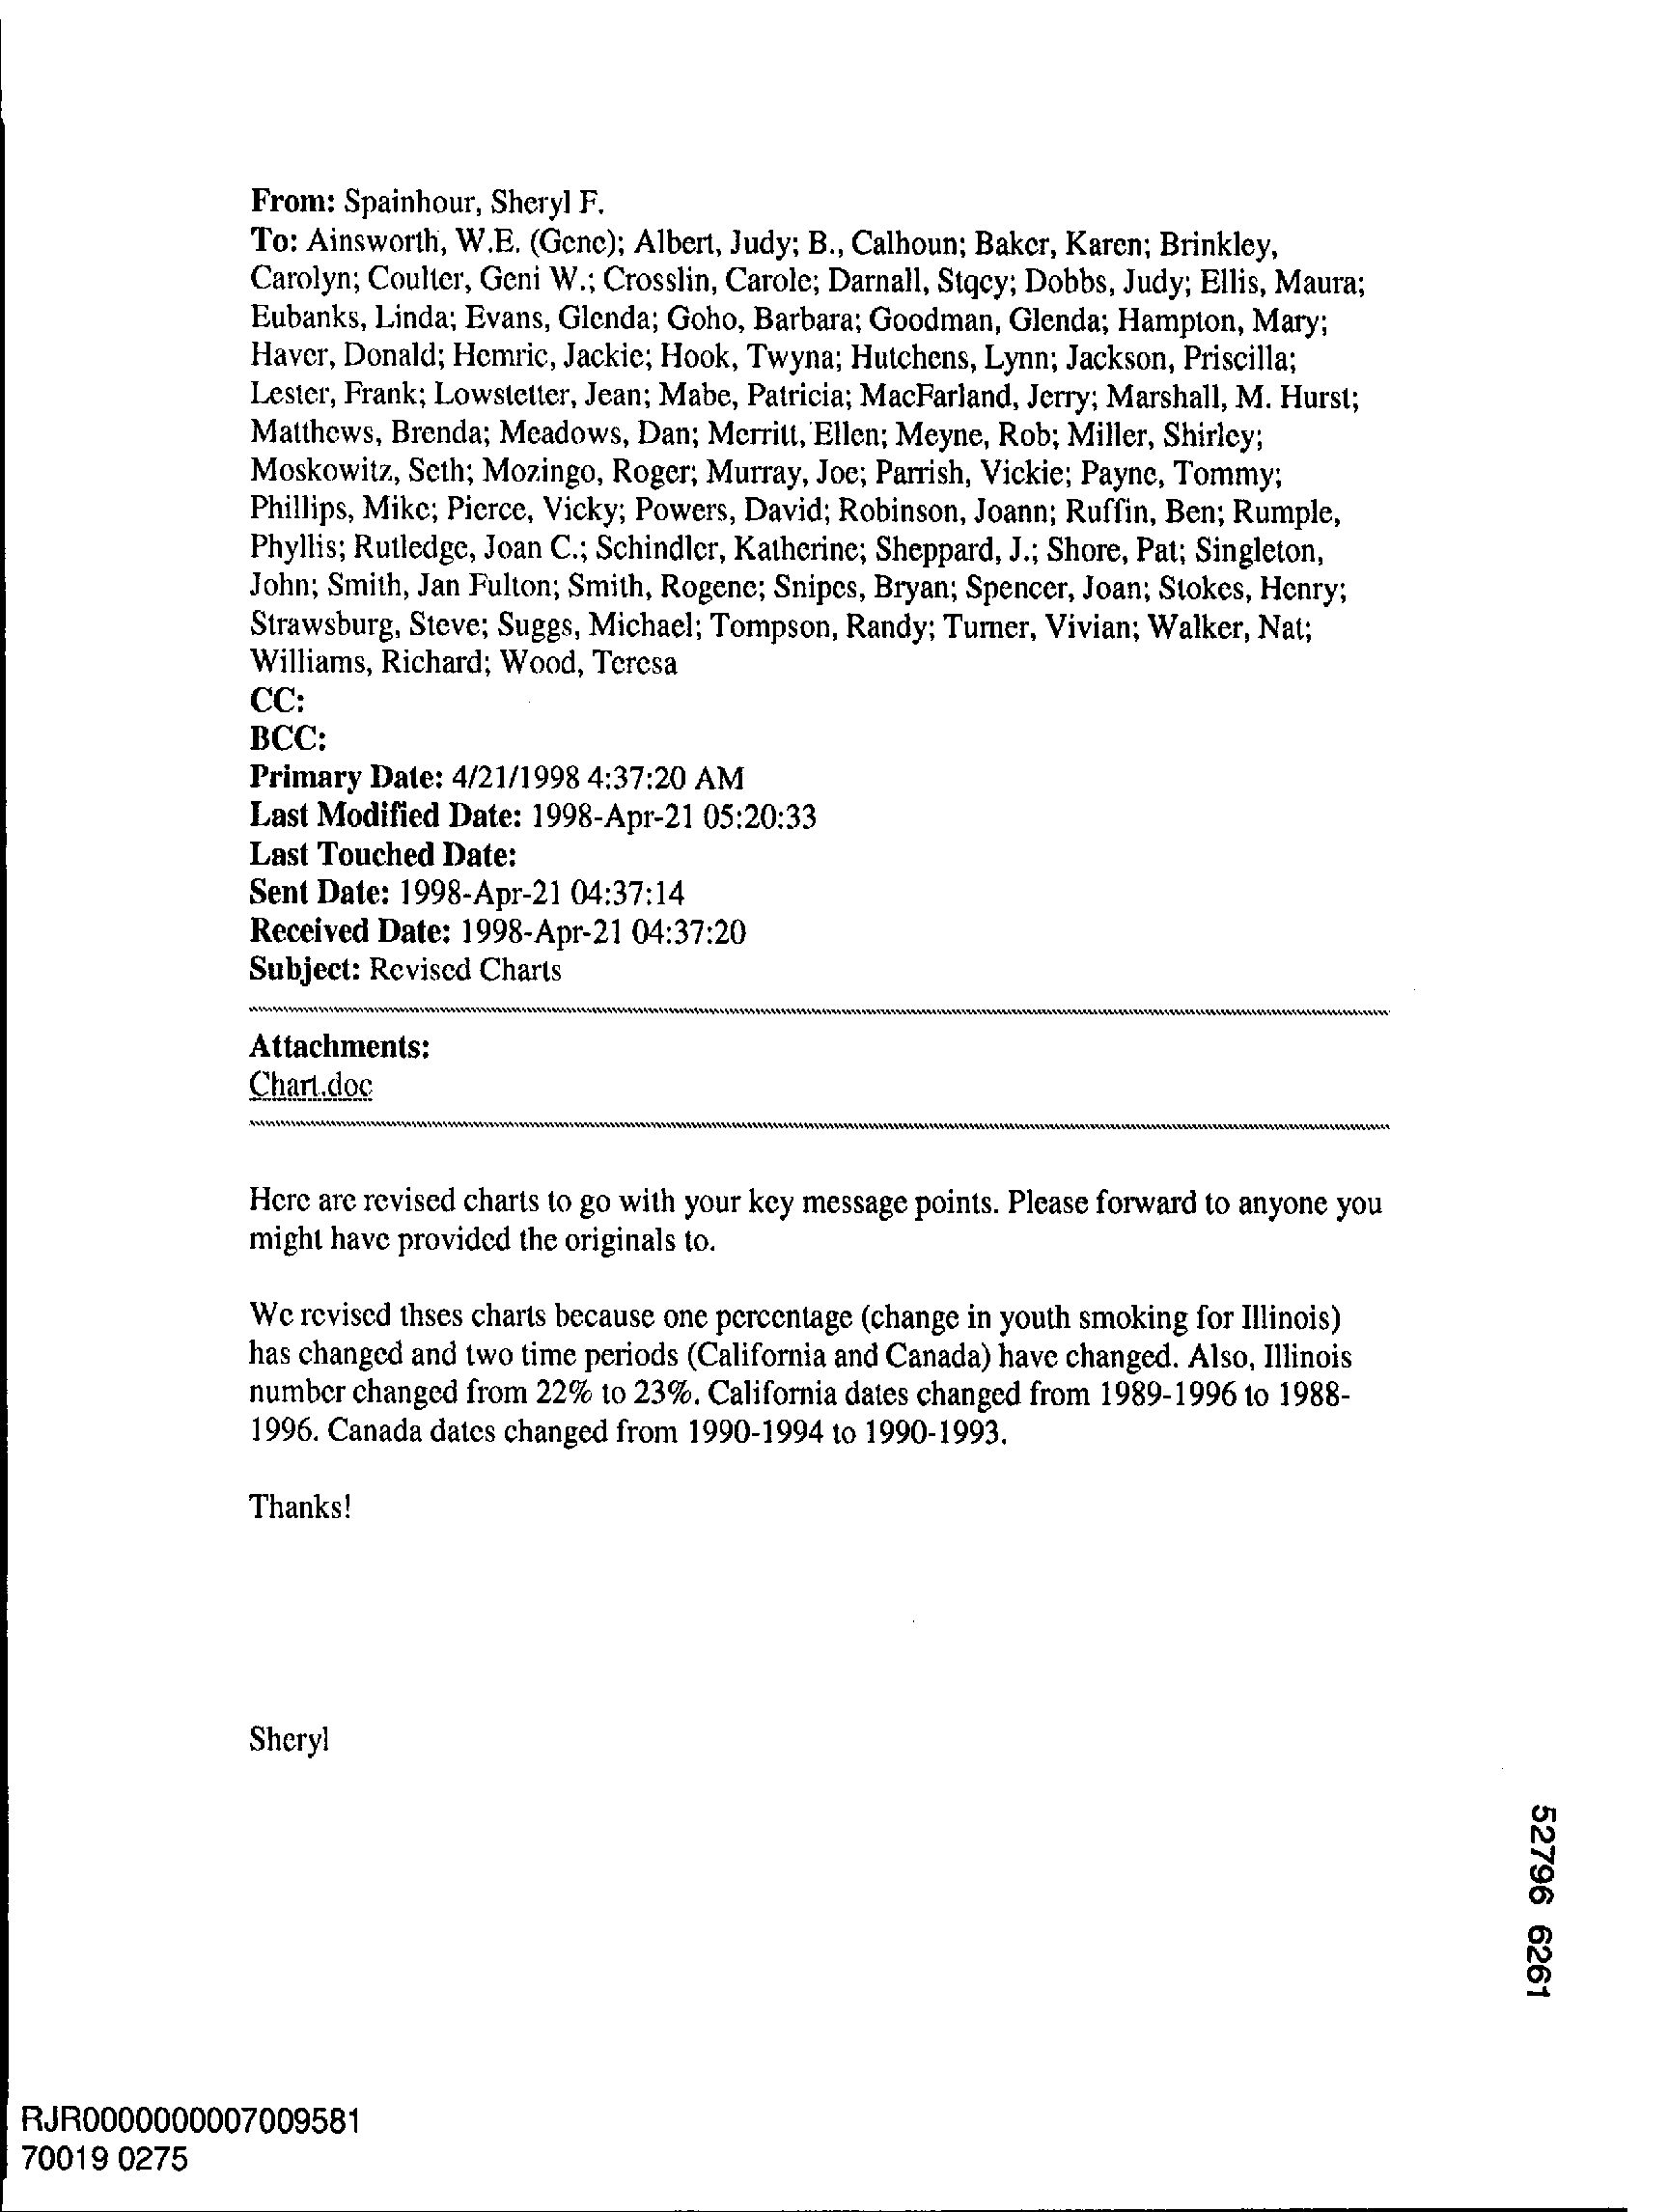 From: Spainhour, Sheryl F.
To: Ainsworth, W.E. (Gene); Albert, Judy; B., Calhoun; Baker, Karen; Brinkley,
Carolyn; Coulter, Geni W.; Crosslin, Carole; Darnall, Stqcy; Dobbs, Judy; Ellis, Maura;
Eubanks, Linda; Evans, Glenda; Goho, Barbara; Goodman, Glenda; Hampton, Mary;
Haver, Donald; Hemric, Jackie; Hook, Twyna; Hutchens, Lynn; Jackson, Priscilla;
Lester, Frank; Lowstetter, Jean; Mabe, Patricia; MacFarland, Jerry; Marshall, M. Hurst;
Matthews, Brenda; Meadows, Dan; Merritt, Ellen; Meyne, Rob; Miller, Shirley;
Moskowitz, Seth; Mozingo, Roger; Murray, Joe; Parrish, Vickie; Payne, Tommy;
Phillips, Mike; Pierce, Vicky; Powers, David; Robinson, Joann; Ruffin, Ben; Rumple,
Phyllis; Rutledge, Joan C.; Schindler, Katherine; Sheppard, J.; Shore, Pat; Singleton,
John; Smith, Jan Fulton; Smith, Rogene; Snipes, Bryan; Spencer, Joan; Stokes, Henry;
Strawsburg, Steve; Suggs, Michael; Tompson, Randy; Turner, Vivian; Walker, Nat;
Williams, Richard; Wood, Teresa
CC:
BCC:
Primary Date: 4/21/1998 4:37:20 AM
Last Modified Date: 1998-Apr-21 05:20:33
Last Touched Date:
Sent Date: 1998-Apr-21 04:37:14
Received Date: 1998-Apr-21 04:37:20
Subject: Revised Charts
Attachments:
Chart.doc
Here are revised charts to go with your key message points. Please forward to anyone you
might have provided the originals to.
We revised thses charts because one percentage (change in youth smoking for Illinois)
has changed and two time periods (California and Canada) have changed. Also, Illinois
number changed from 22% to 23%. California dates changed from 1989-1996 to 1988-
1996. Canada dates changed from 1990-1994 to 1990-1993.
Thanks!
Sheryl
52796 6261
RJR0000000007009581
70019 0275